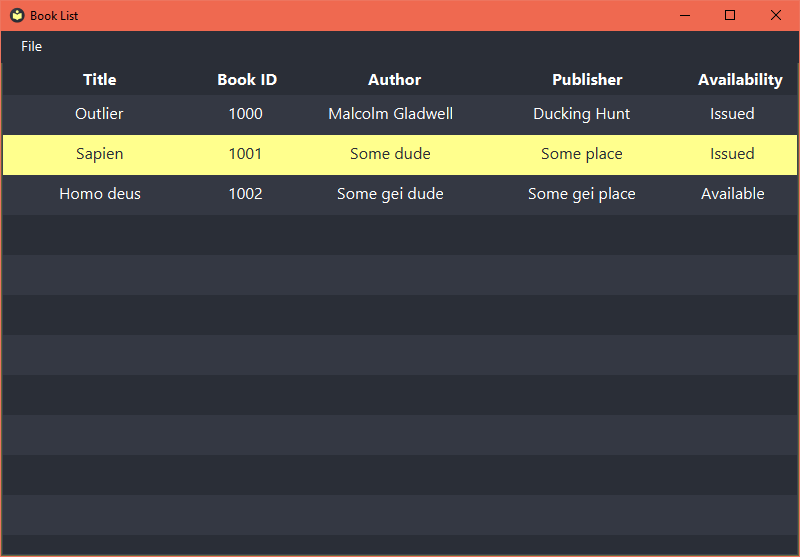 Book List
File
Title Book ID Author Publisher Availability
Outlier 1000 Malcolm Gladwell Ducking Hunt Issued
Sapien 1001 Some dude Some place Issued
Homo deus 1002 Some gei dude Some gei place Available